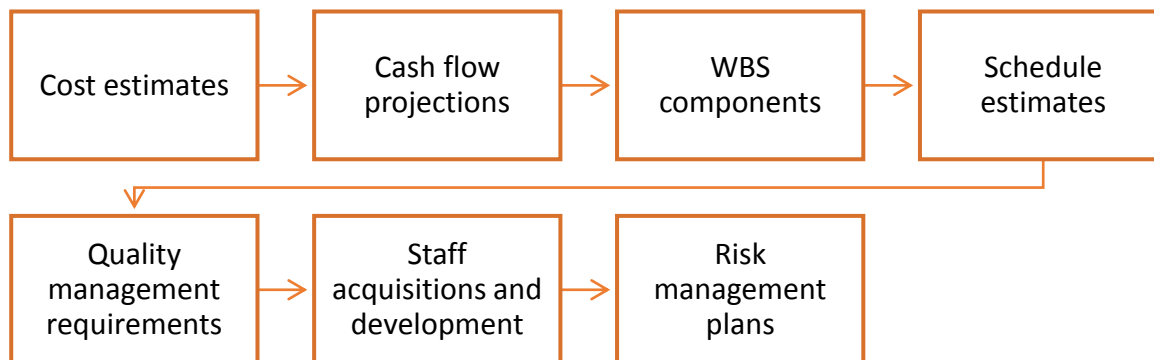 Cost estimates
Cash flow
projections
WBS
components
Schedule
estimates
Quality
management
requirements
Staff
acquisitions and
development
Risk
management
plans